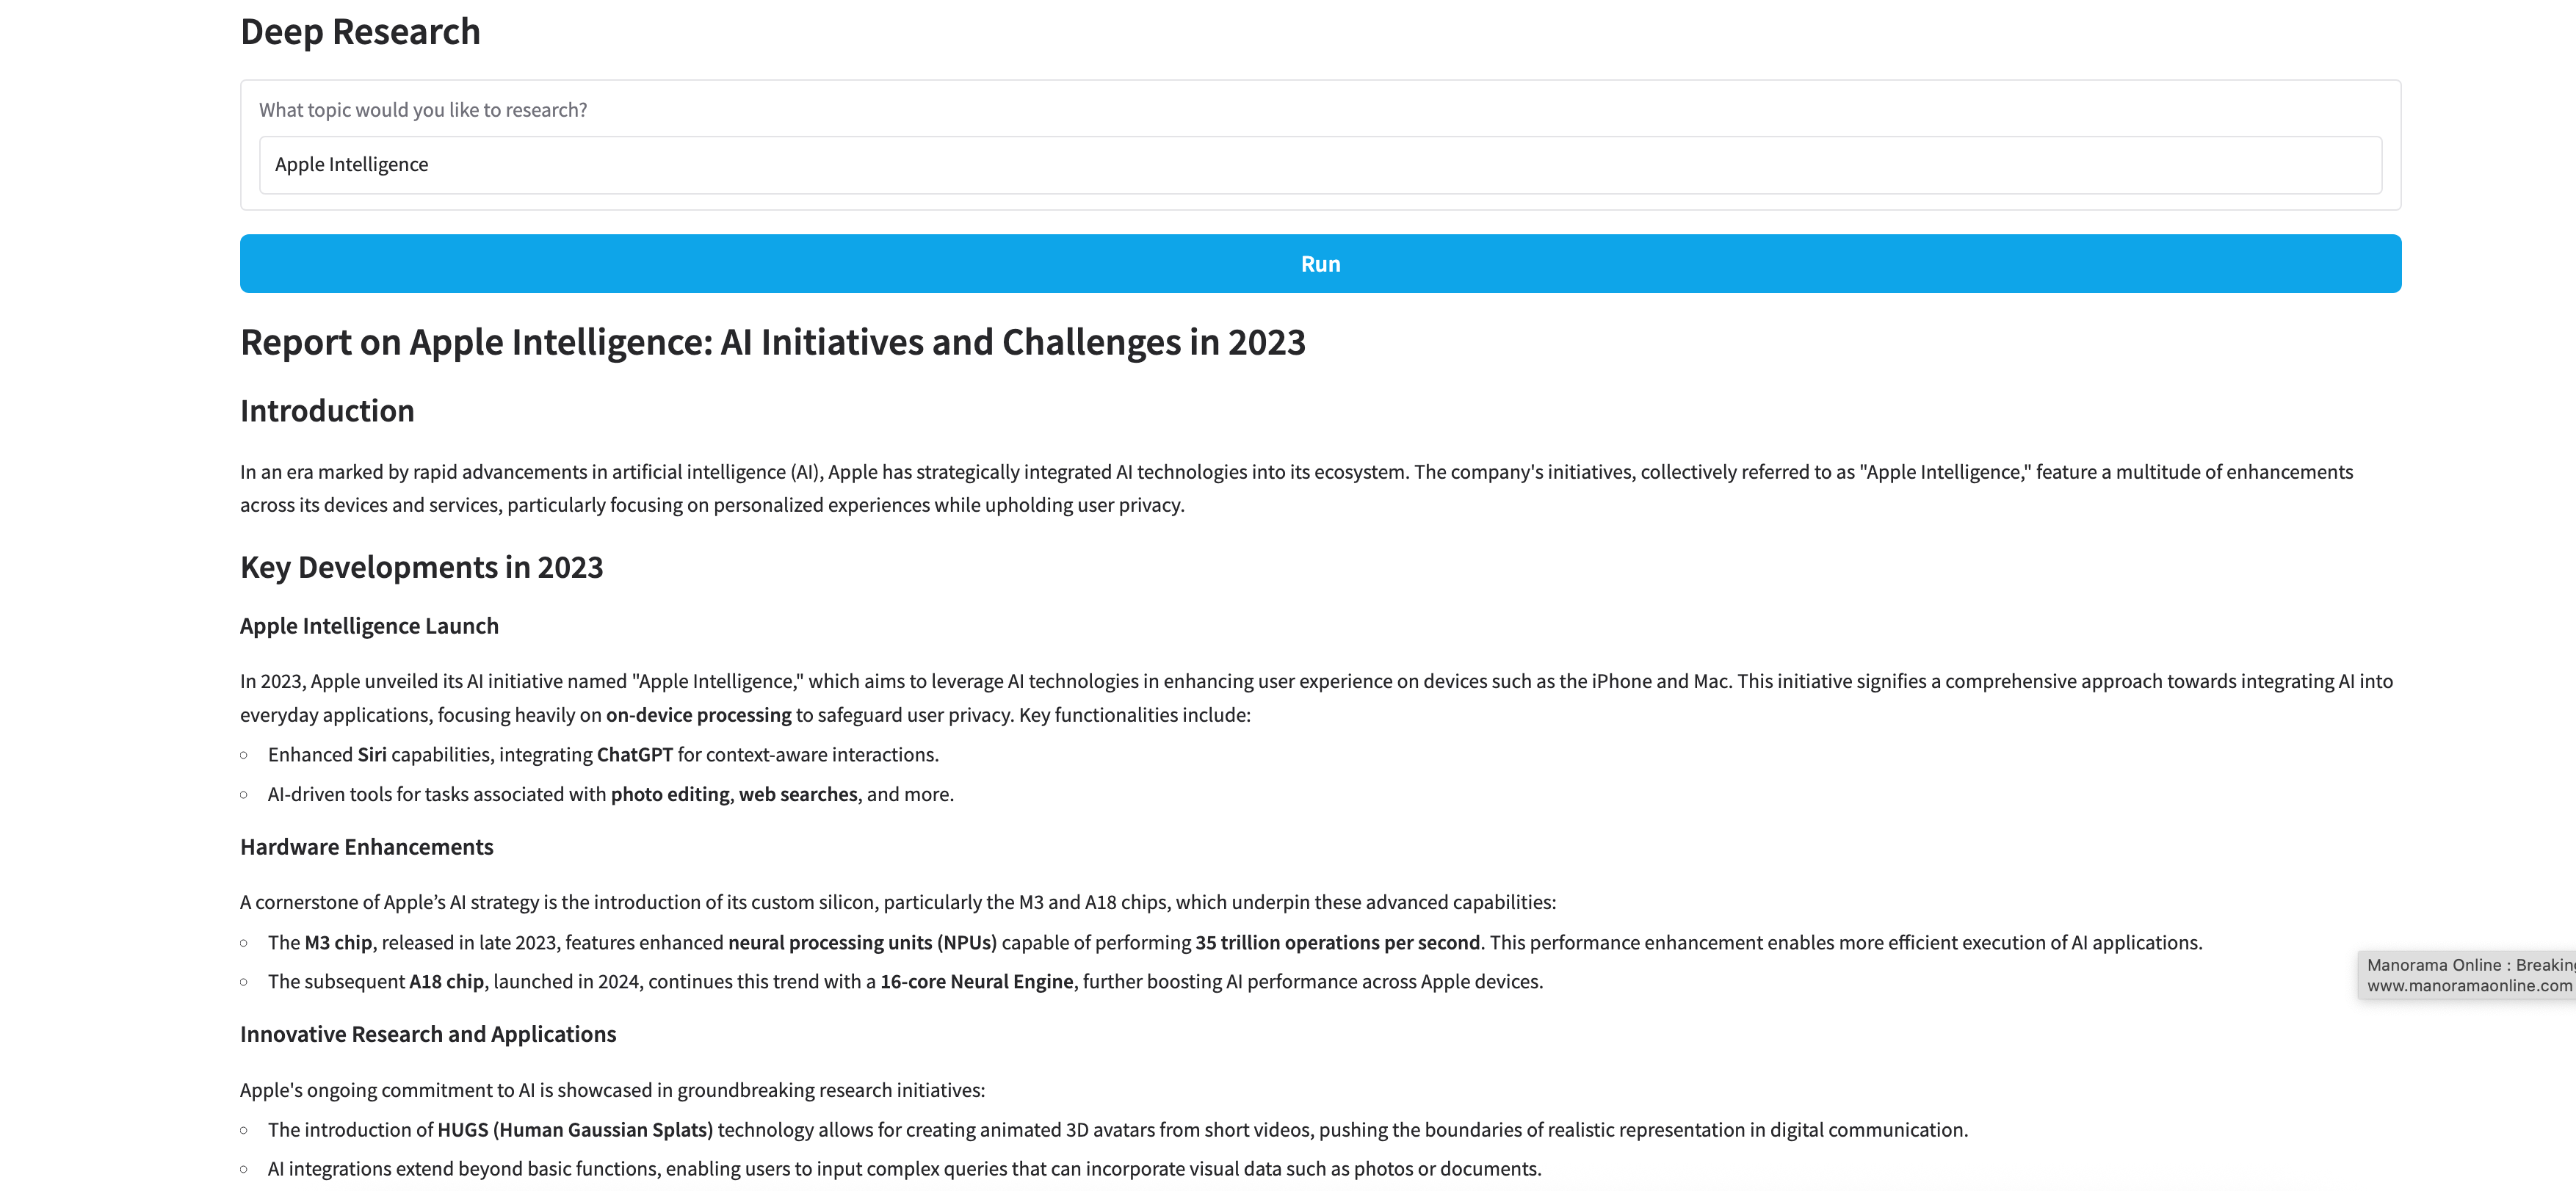 Deep Research
What topic would you like to research?
Apple Intelligence
Run
Report on Apple Intelligence: AI Initiatives and Challenges in 2023
Introduction
In an era marked by rapid advancements in artificial intelligence (AI), Apple has strategically integrated AI technologies into its ecosystem. The company's initiatives, collectively referred to as "Apple Intelligence," feature a multitude of enhancements
across its devices and services, particularly focusing on personalized experiences while upholding user privacy.
Key Developments in 2023
Apple Intelligence Launch
In 2023, Apple unveiled its AI initiative named "Apple Intelligence," which aims to leverage AI technologies in enhancing user experience on devices such as the iPhone and Mac. This initiative signifies a comprehensive approach towards integrating AI into
everyday applications, focusing heavily on on-device processing to safeguard user privacy. Key functionalities include:
Enhanced Siri capabilities, integrating ChatGPT for context-aware interactions.
AI-driven tools for tasks associated with photo editing, web searches, and more.
Hardware Enhancements
A cornerstone of Apple’s AI strategy is the introduction of its custom silicon, particularly the M3 and A18 chips, which underpin these advanced capabilities:
The M3 chip, released in late 2023, features enhanced neural processing units (NPUs) capable of performing 35 trillion operations per second. This performance enhancement enables more efficient execution of AI applications.
The subsequent A18 chip, launched in 2024, continues this trend with a 16-core Neural Engine, further boosting AI performance across Apple devices.
Manorama Online : Breaking
www.manoramaonline.com
Innovative Research and Applications
Apple's ongoing commitment to AI is showcased in groundbreaking research initiatives:
The introduction of HUGS (Human Gaussian Splats) technology allows for creating animated 3D avatars from short videos, pushing the boundaries of realistic representation in digital communication.
AI integrations extend beyond basic functions, enabling users to input complex queries that can incorporate visual data such as photos or documents.